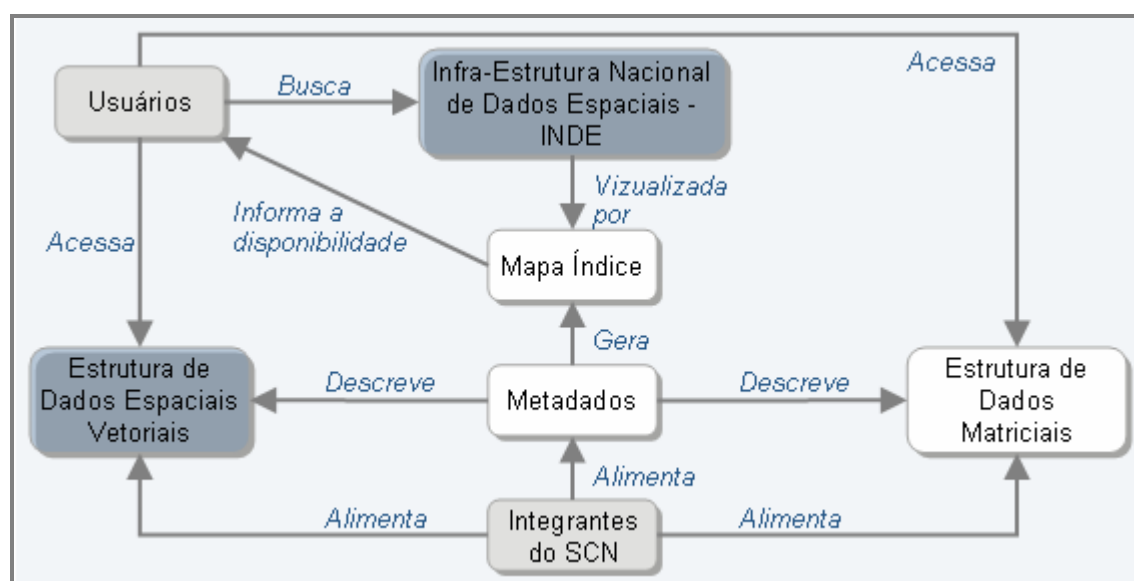 Usuários
Busca
Infra-Estrutura Nacional
de Dados Espaciais -
INDE
Acessa
Vizualizada
por
Informa a
disponibilidade
Acessa
Mapa Índice
Gera
Estrutura de
Dados Espaciais
Vetoriais
Descreve
Metadados
Descreve
Estrutura de
Dados
Matriciais
Alimenta
Alimenta
Integrantes
do SCN
Alimenta